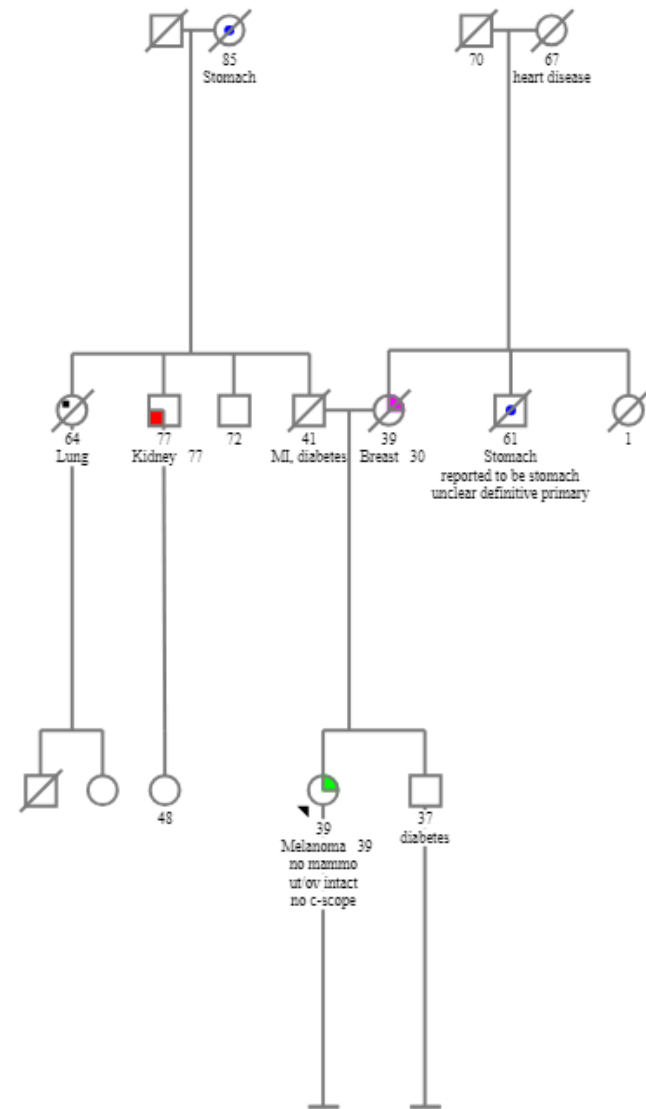 85
Stomach
70
67
heart disease
64
Lung
77
Kidney 77
72
41
MI, diabetes
39
Breast 30
61
Stomach
reported to be stomach
unclear definitive primary
1
48
39
Melanoma 39
no mammo
ut/ov intact
no c-scope
37
diabetes